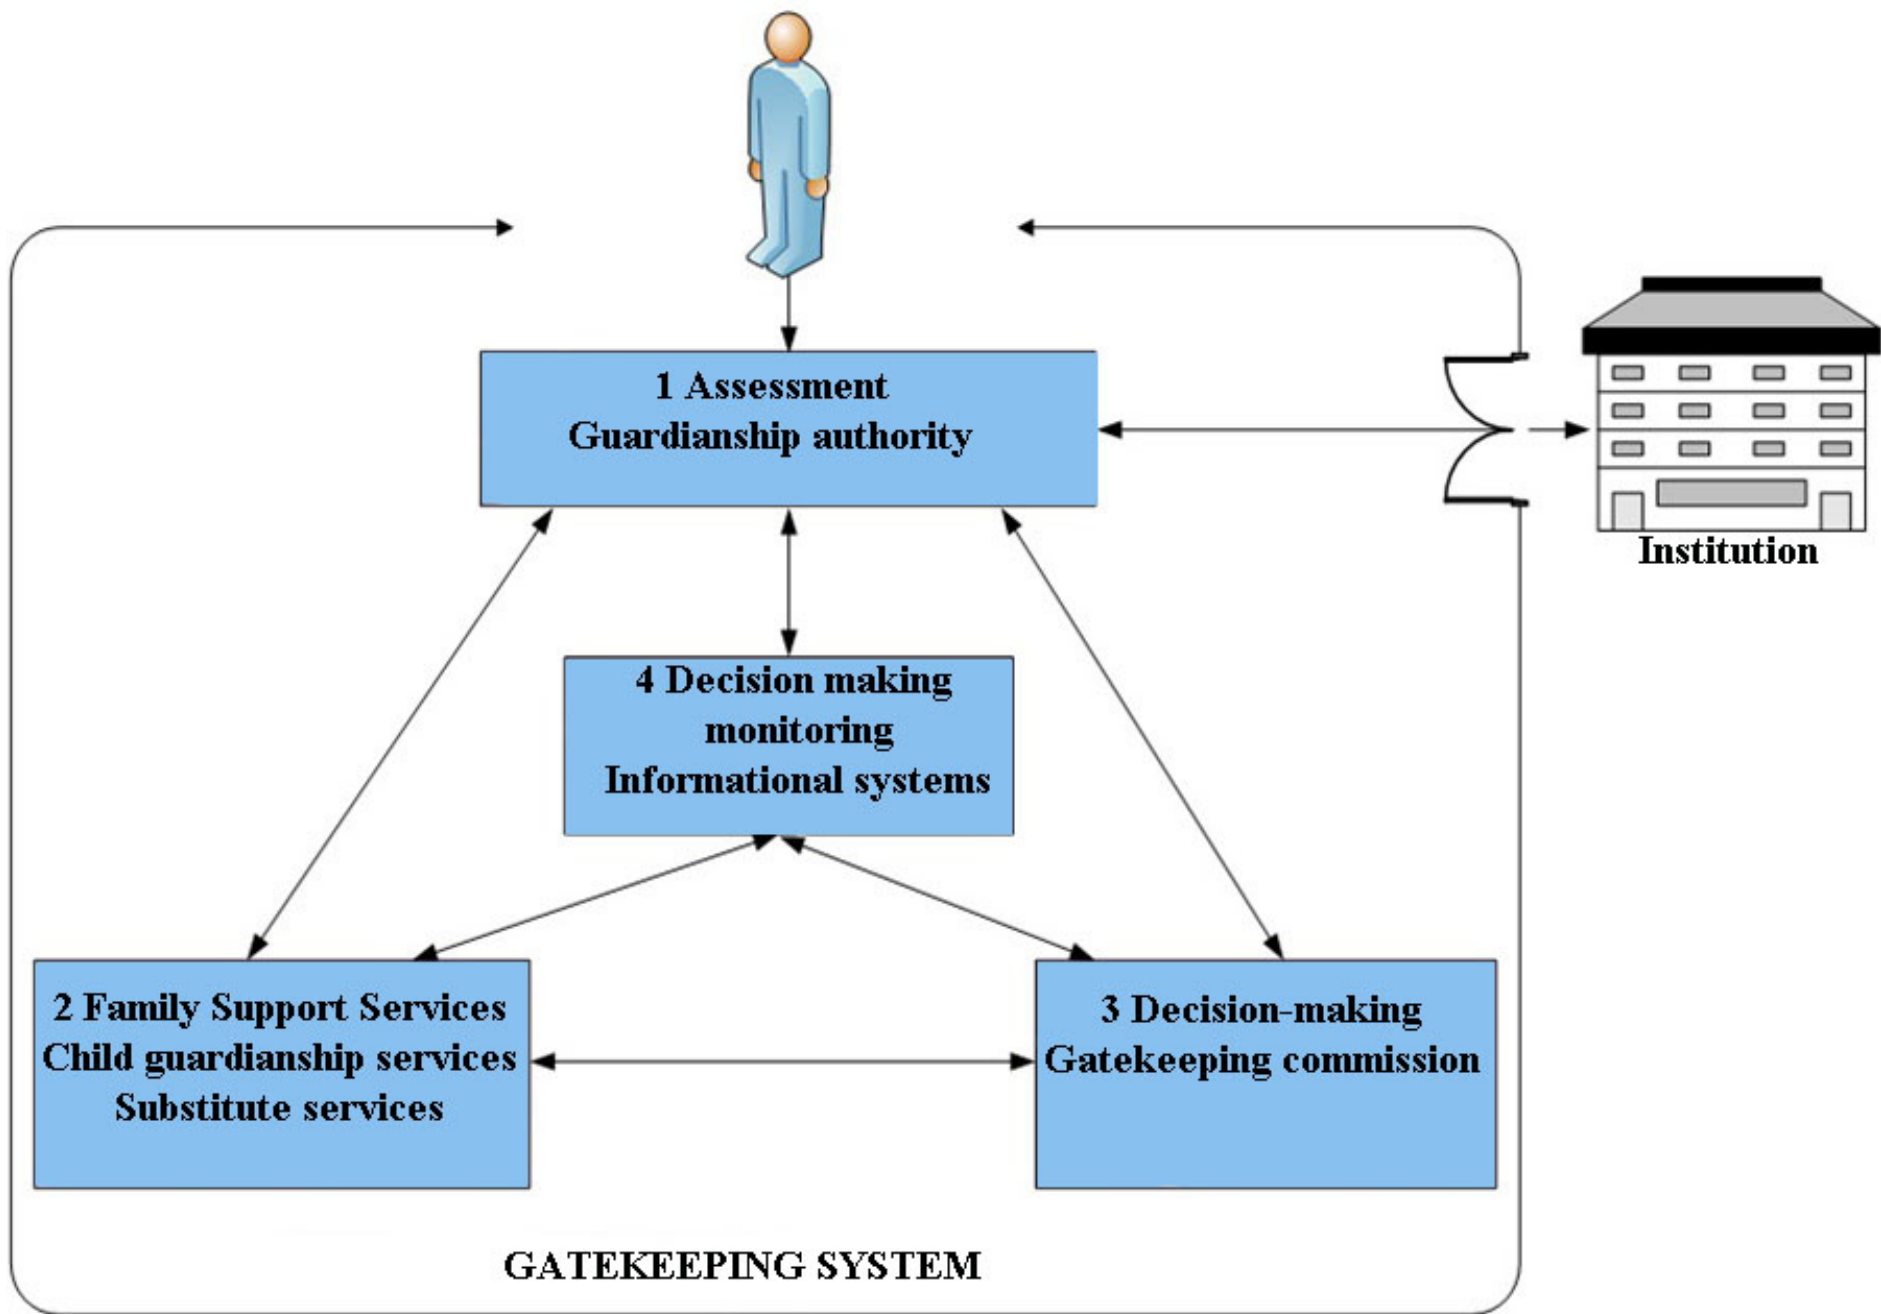 1 Assessment
Guardianship authority
Institution
4 Decision making
monitoring
Informational systems
2 Family Support Services
Child guardianship services
Substitute services
3 Decision-making
Gatekeeping commission
GATEKEEPING SYSTEM